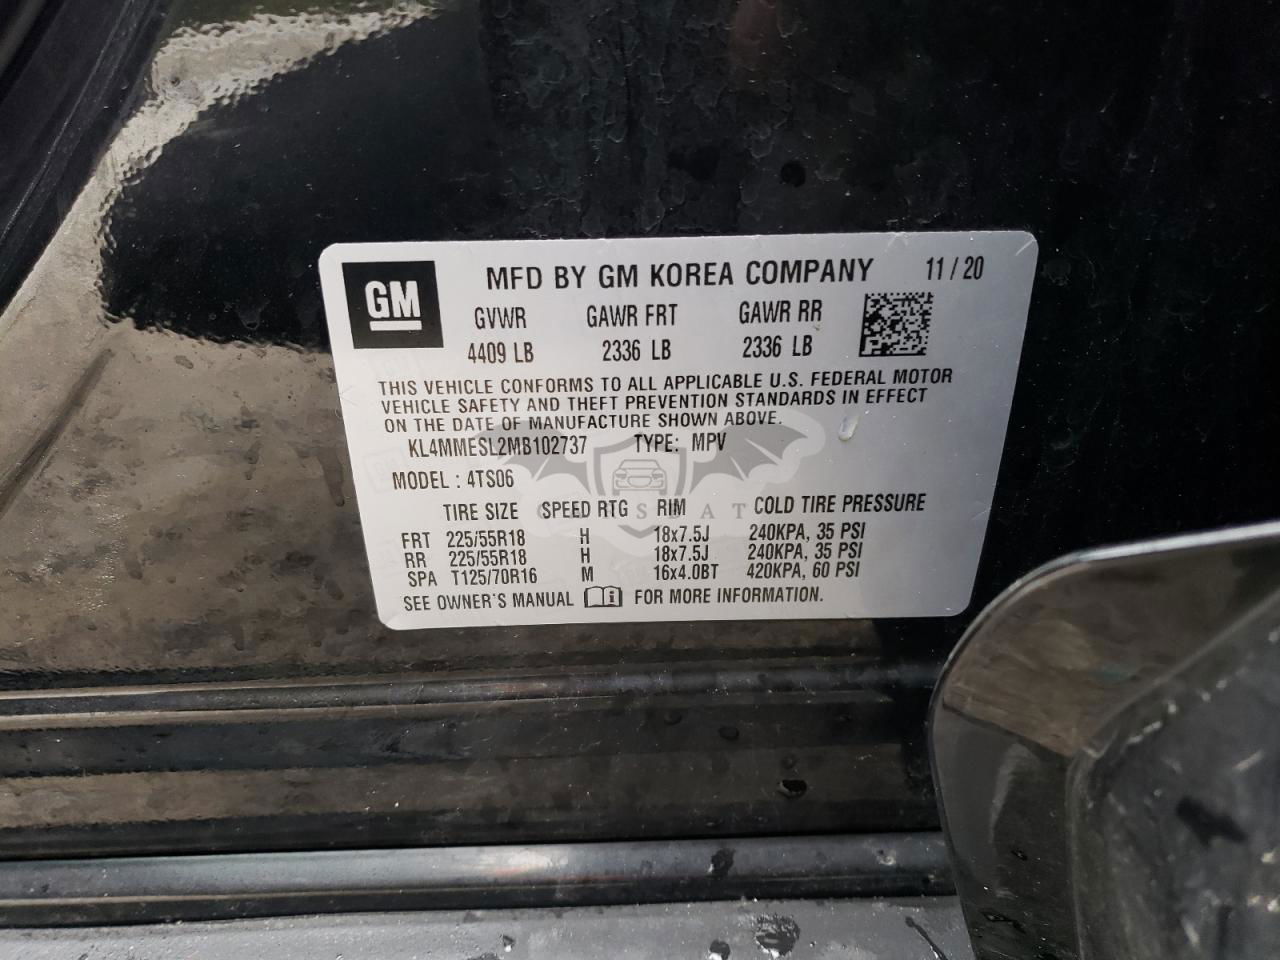 GM
MFD BY GM KOREA COMPANY 11 / 20
GVWR GAWR FRT GAWR RR
4409 LB 2336 LB 2336 LB
THIS VEHICLE CONFORMS TO ALL APPLICABLE U.S. FEDERAL MOTOR
VEHICLE SAFETY AND THEFT PREVENTION STANDARDS IN EFFECT
ON THE DATE OF MANUFACTURE SHOWN ABOVE.
KL4MMESL2MB102737 TYPE: MPV
MODEL : 4TS06
TIRE SIZE SPEED RTG RIM COLD TIRE PRESSURE
FRT 225/55R18 H 18x7.5J 240KPA, 35 PSI
RR 225/55R18 H 18x7.5J 240KPA, 35 PSI
SPA T125/70R16 M 16x4.0BT 420KPA, 60 PSI
SEE OWNER'S MANUAL FOR MORE INFORMATION.